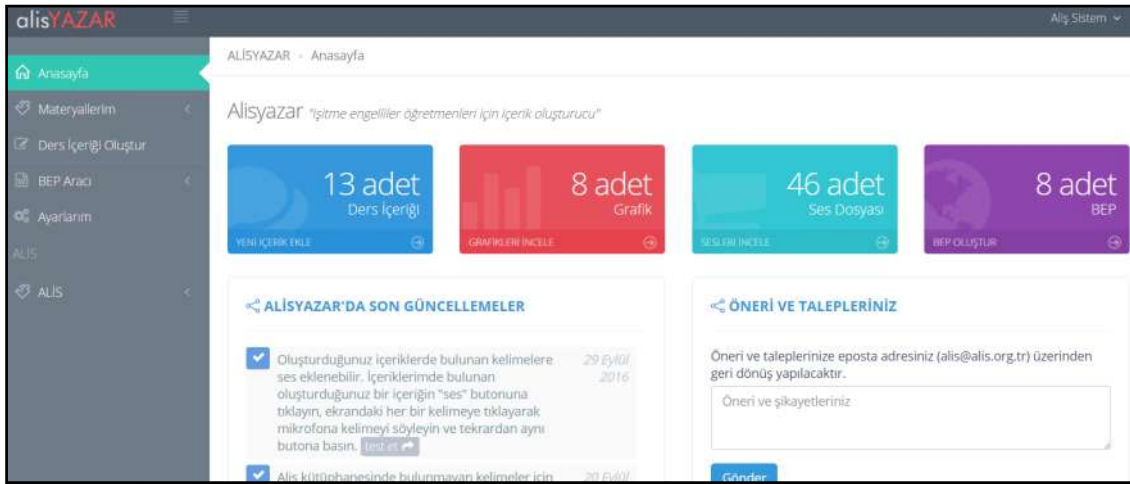 alisYAZAR
Aliş Sistem
Anasayfa
Materyallerim
Ders İçeriği Oluştur
BEP Aracı
Ayarlarım
ALİS
ALİS
ALİSYAZAR Anasayfa
Alisyazar "işitme engelliler öğretmenleri için içerik oluşturucu"
13 adet
Ders İçeriği
YENİ İÇERİK EKLE
8 adet
Grafik
GRAFİKLERİ İNCELE
46 adet
Ses Dosyası
SESLERİ İNCELE
8 adet
BEP
BEP OLUŞTUR
ALİSYAZAR'DA SON GÜNCELLEMELER
Oluşturduğunuz içeriklerde bulunan kelimelere
ses eklenebilir. İçeriklerimde bulunan
oluşturduğunuz bir içeriğin "ses" butonuna
tıklayın, ekrandaki her bir kelimeye tıklayarak
mikrofona kelimeyi söyleyin ve tekrardan aynı
butona basın. test et
29 Eylül
2016
Alis kütüphanesinde bulunmayan kelimeler için
20 Eylül
ÖNERİ VE TALEPLERİNİZ
Öneri ve taleplerinize eposta adresiniz (alis@alis.org.tr) üzerinden
geri dönüş yapılacaktır.
Öneri ve şikayetleriniz
Gönder